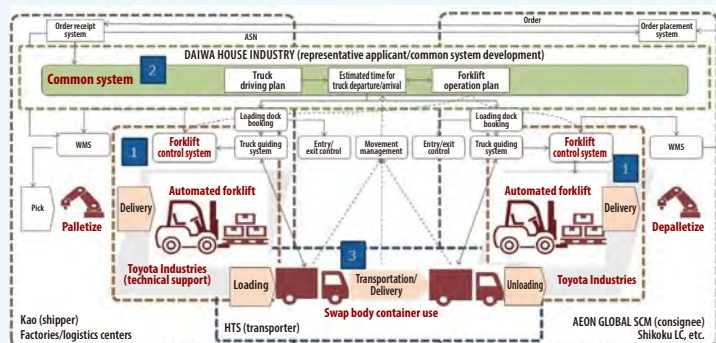 Order receipt
system
ASN
Order
Order placement
system
DAIWA HOUSE INDUSTRY (representative applicant/common system development)
Common system
2
Truck
driving plan
Estimated time for
truck departure/arrival
Forklift
operation plan
Loading dock
booking
Loading dock
booking
WMS
1
Forklift
control system
Truck guiding
system
Entry/
exit control
Movement
management
Entry/exit
control
Truck guiding
system
Forklift
control system
WMS
1
Pick
Palletize
Delivery
Automated forklift
Automated forklift
Delivery
Depalletize
Toyota Industries
(technical support)
Loading
3
Transportation/
Delivery
Unloading
Toyota Industries
Swap body container use
Kao (shipper)
Factories/logistics centers
HTS (transporter)
AEON GLOBAL SCM (consignee)
Shikoku LC, etc.